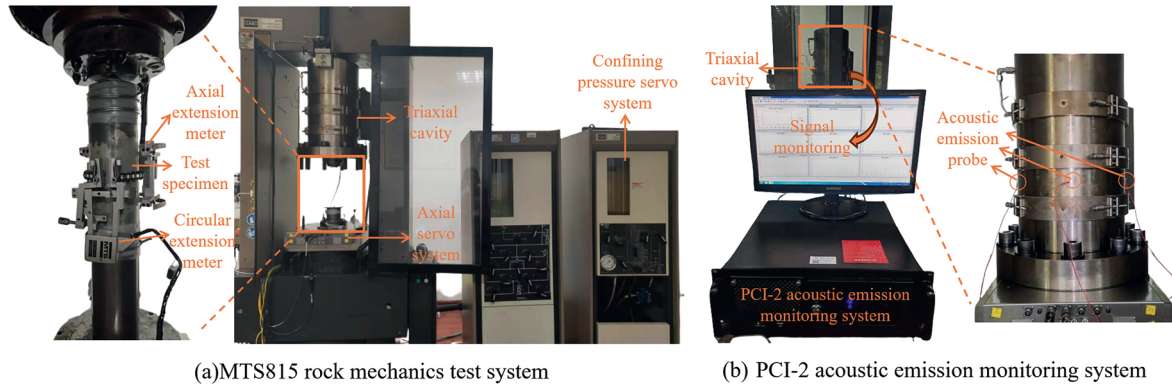 Axial extension
meter
Test
specimen
Circular extension
meter
MTS
Triaxial
cavity
Axial servo
system
Confining
pressure servo
system
Triaxial
cavity
Signal
monitoring
PCI-2 acoustic emission
monitoring system
Acoustic
emission
probe
(a)MTS815 rock mechanics test system
(b) PCI-2 acoustic emission monitoring system